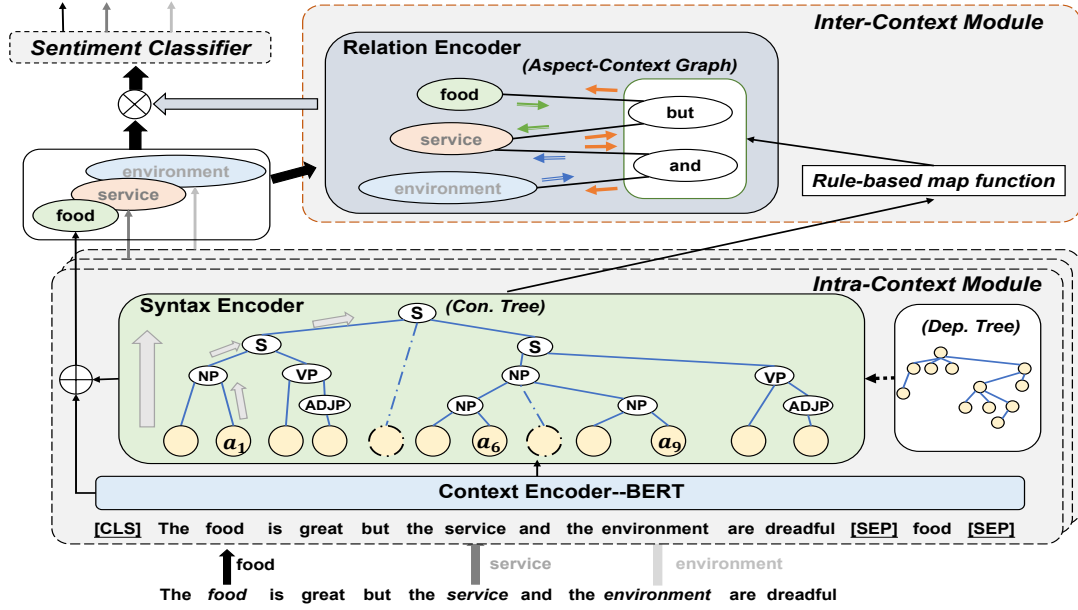 Inter-Context Module
Sentiment Classifier
Relation Encoder
(Aspect-Context Graph)
food
but
service
and
environment
environment
service
food
Rule-based map function
Intra-Context Module
Syntax Encoder
(Con. Tree)
(Dep. Tree)
S
S
S
NP
VP
NP
VP
ADJP
NP
NP
ADJP
a1
a6
a9
Context Encoder--BERT
[CLS] The food is great but the service and the environment are dreadful [SEP] food [SEP]
food
service
environment
The food is great but the service and the environment are dreadful